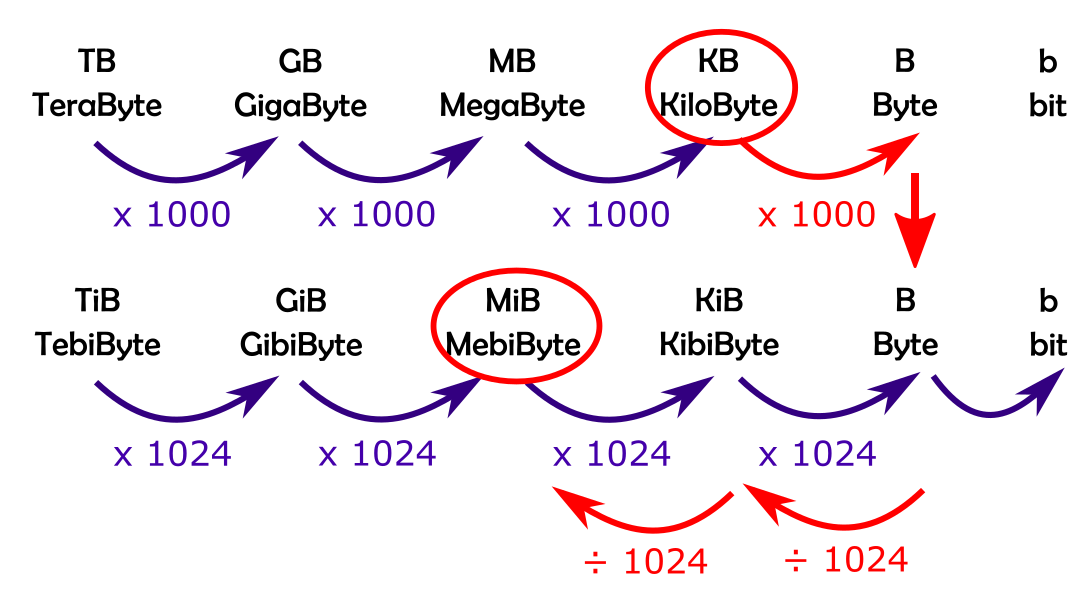 TB GB MB KB B b
TeraByte GigaByte MegaByte KiloByte Byte bit
x 1000 x 1000 x 1000 x 1000
TiB GiB MiB KiB B b
TebiByte GibiByte MebiByte KibiByte Byte bit
x 1024 x 1024 x 1024 x 1024
÷ 1024 ÷ 1024